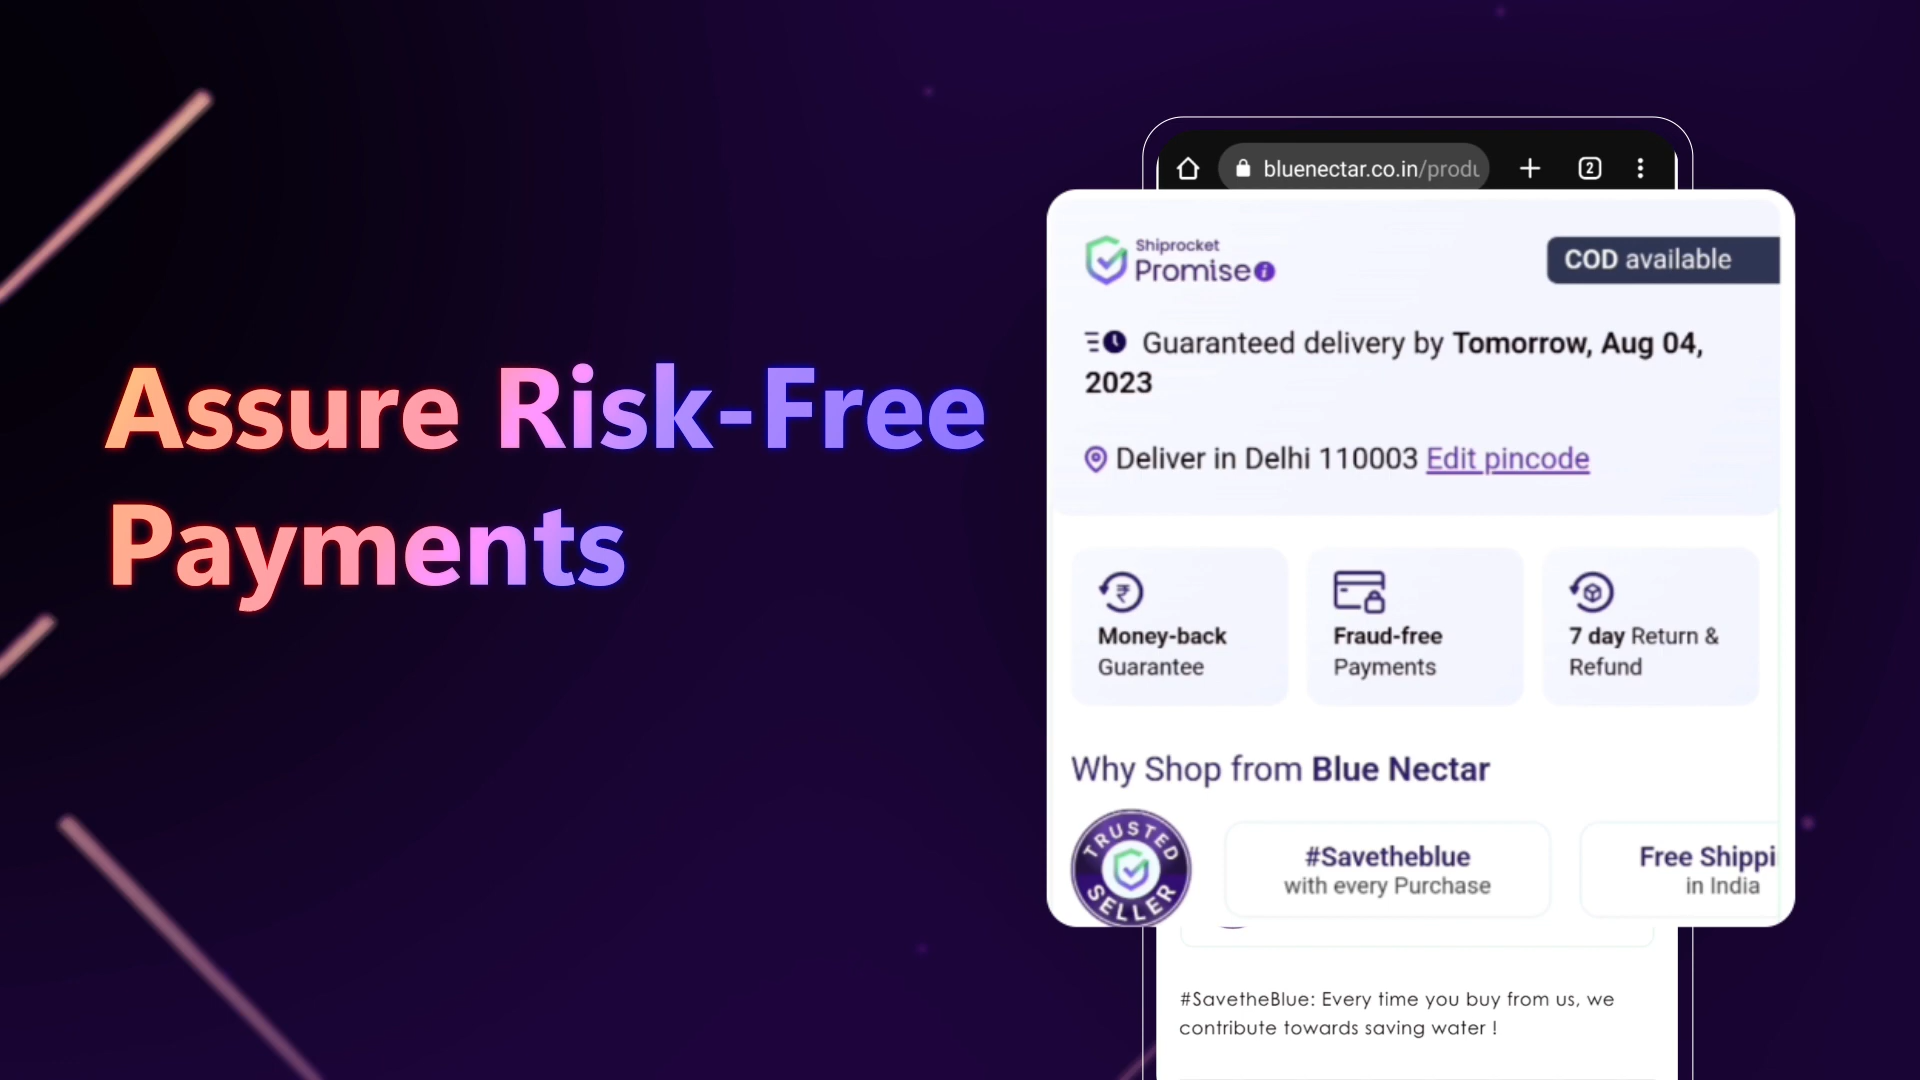 Assure Risk-Free
Payments
bluenectar.co.in/produ
2
Shiprocket
Promise
COD available
Guaranteed delivery by Tomorrow, Aug 04,
2023
Deliver in Delhi 110003 Edit pincode
Money-back
Guarantee
Fraud-free
Payments
7 day Return &
Refund
Why Shop from Blue Nectar
TRUSTED
SELLER
#Savetheblue
with every Purchase
Free Shippi
in India
#SavetheBlue: Every time you buy from us, we
contribute towards saving water !